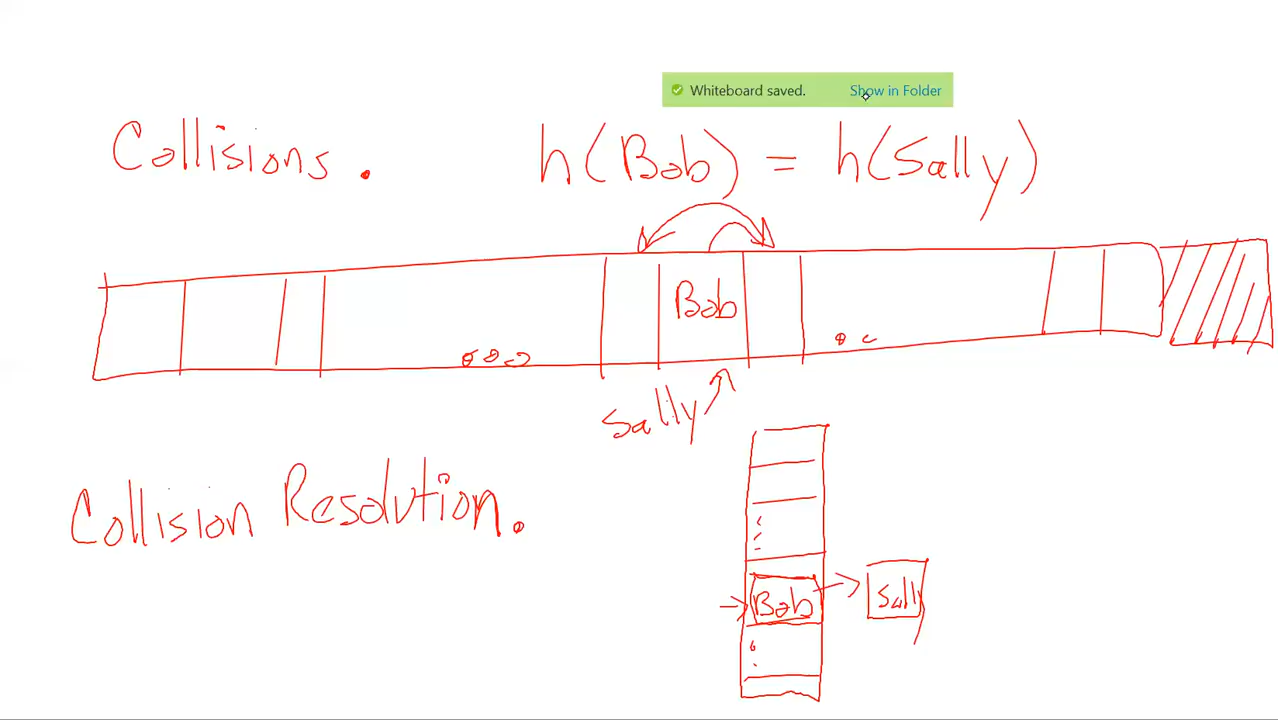 Whiteboard saved. Show in Folder
Collisions. h(Bob) = h(Sally)
Bob
Sally
Collision Resolution.
Bob Sally